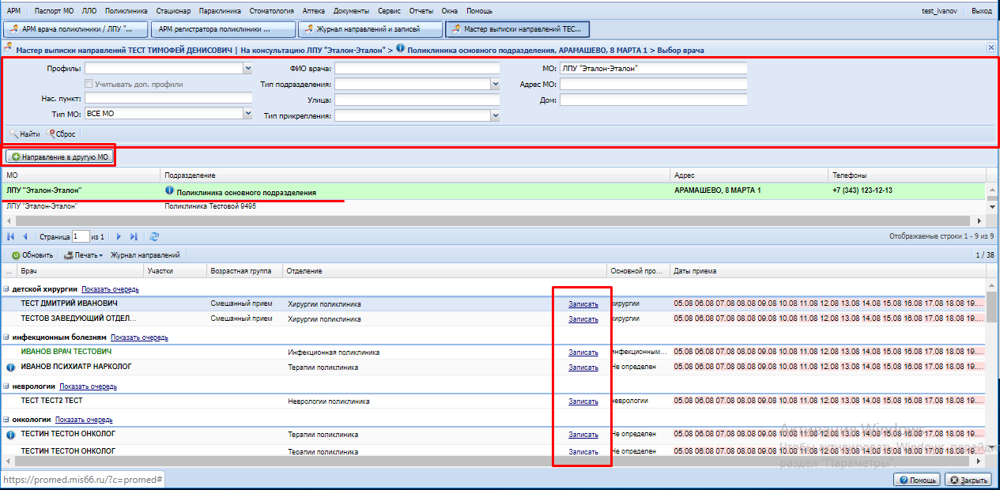 АРМ Паспорт МО ЛЛО Поликлиника Стационар Параклиника Стоматология Аптека Документы Сервис Отчеты Окна Помощь test_ivanov Выход
АРМ врача поликлиники / ЛПУ "... АРМ регистратора поликлиники ... Журнал направлений и записей Мастер выписки направлений ТЕС...
Мастер выписки направлений ТЕСТ ТИМОФЕЙ ДЕНИСОВИЧ | На консультацию ЛПУ "Эталон-Эталон" > Поликлиника основного подразделения, АРАМАШЕВО, 8 МАРТА 1 > Выбор врача
Профиль: ФИО врача: МО: ЛПУ "Эталон-Эталон"
Учитывать доп. профили Тип подразделения: Адрес МО:
Нас. пункт: Улица: Дом:
Тип МО: ВСЕ МО Тип прикрепления:
Найти Сброс
Направление в другую МО
МО Подразделение Адрес Телефоны
ЛПУ "Эталон-Эталон" Поликлиника основного подразделения АРАМАШЕВО, 8 МАРТА 1 +7 (343) 123-12-13
ЛПУ "Эталон-Эталон" Поликлиника Тестовой 9495
Страница 1 из 1 Отображаемые строки 1 - 9 из 9
Обновить Печать Журнал направлений 1 / 38
... Врач Участки Возрастная группа Отделение Основной про... Даты приема
детской хирургии Показать очередь
ТЕСТ ДМИТРИЙ ИВАНОВИЧ Смешанный прием Хирургии поликлиника Записать хирургии 05.08 06.08 07.08 08.08 09.08 10.08 11.08 12.08 13.08 14.08 15.08 16.08 17.08 18.08 19....
ТЕСТОВ ЗАВЕДУЮЩИЙ ОТДЕЛ... Смешанный прием Хирургии поликлиника Записать хирургии 05.08 06.08 07.08 08.08 09.08 10.08 11.08 12.08 13.08 14.08 15.08 16.08 17.08 18.08 19....
инфекционным болезням Показать очередь
ИВАНОВ ВРАЧ ТЕСТОВИЧ Инфекционная поликлиника Записать инфекционным... 05.08 06.08 07.08 08.08 09.08 10.08 11.08 12.08 13.08 14.08 15.08 16.08 17.08 18.08 19....
ИВАНОВ ПСИХИАТР НАРКОЛОГ Терапии поликлиника Записать Не определен 05.08 06.08 07.08 08.08 09.08 10.08 11.08 12.08 13.08 14.08 15.08 16.08 17.08 18.08 19....
неврологии Показать очередь
ТЕСТ ТЕСТ2 ТЕСТ Неврологии поликлиника Записать неврологии 05.08 06.08 07.08 08.08 09.08 10.08 11.08 12.08 13.08 14.08 15.08 16.08 17.08 18.08 19....
онкологии Показать очередь
ТЕСТИН ТЕСТОН ОНКОЛОГ Терапии поликлиника Записать Не определен 05.08 06.08 07.08 08.08 09.08 10.08 11.08 12.08 13.08 14.08 15.08 16.08 17.08 18.08 19....
ТЕСТИН ТЕСТОН ОНКОЛОГ Терапии поликлиника Записать Не определен 05.08 06.08 07.08 08.08 09.08 10.08 11.08 12.08 13.08 14.08 15.08 16.08 17.08 18.08 19....
Активация Windows
Чтобы активировать Windows, перейди
раздел "Параметры".
https://promed.mis66.ru/?c=promed# Помощь Закрыть